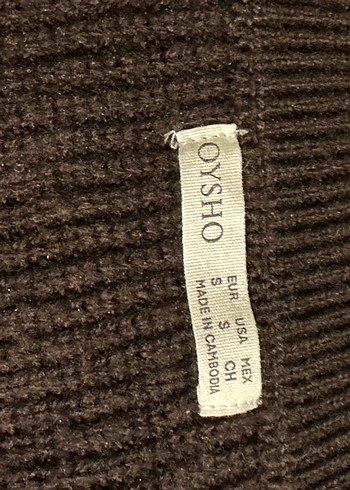 OYSHO
EUR USA MEX
S S CH
MADE IN CAMBODIA